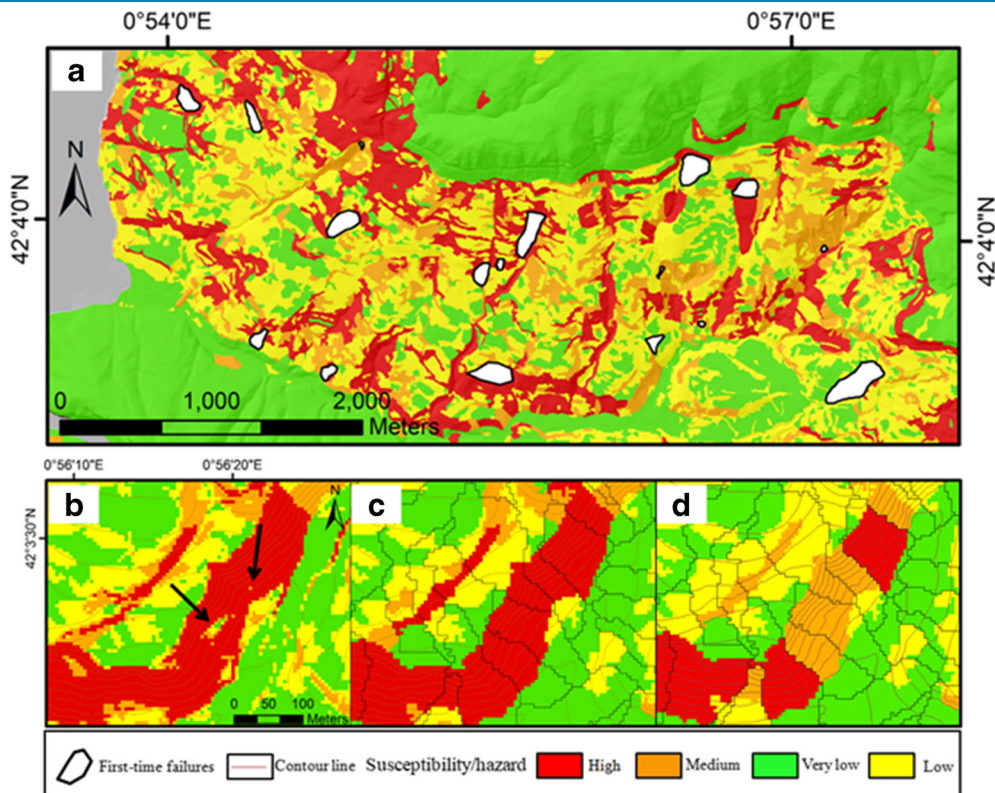 0°54'0"E 0°57'0"E
a
N
42°4'0"N
42°4'0"N
0 1,000 2,000
Meters
0°56'10"E 0°56'20"E
b
N
c
d
42°3'30"N
0 50 100
Meters
First-time failures Contour line Susceptibility/hazard High Medium Very low Low